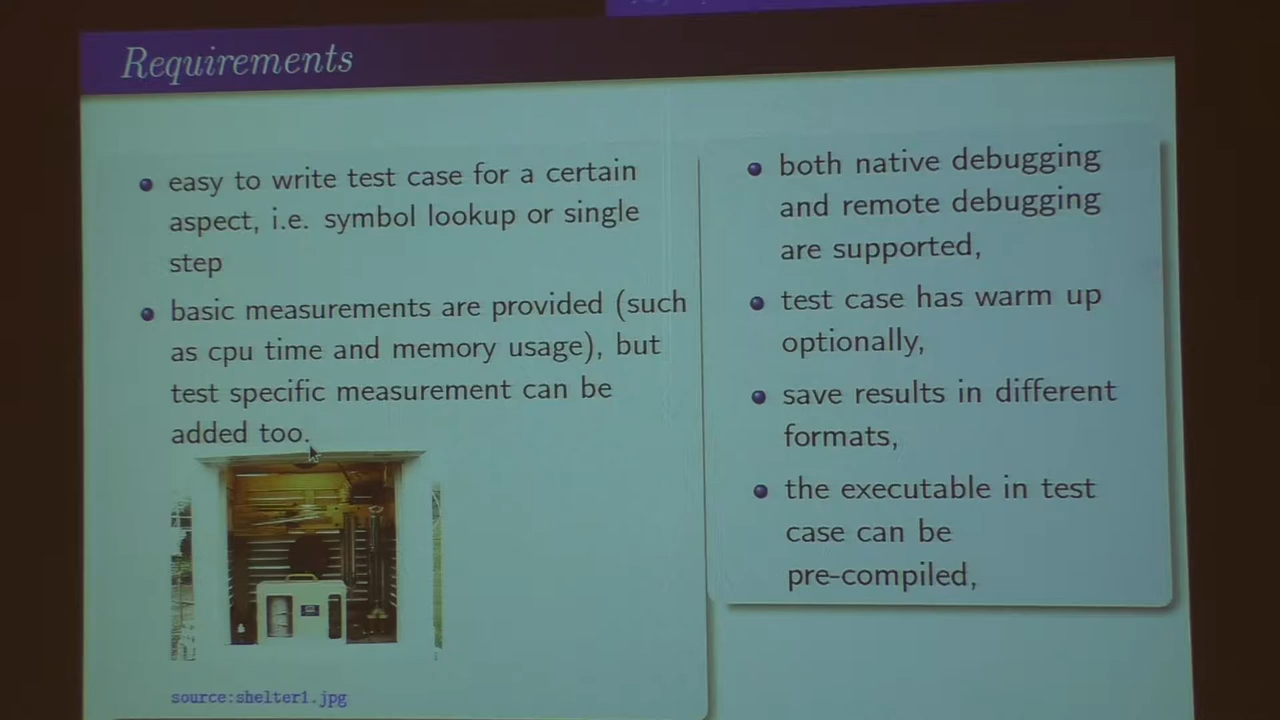 Requirements
easy to write test case for a certain
aspect, i.e. symbol lookup or single
step
basic measurements are provided (such
as cpu time and memory usage), but
test specific measurement can be
added too.
source:shelter1.jpg
both native debugging
and remote debugging
are supported,
test case has warm up
optionally,
save results in different
formats,
the executable in test
case can be
pre-compiled,